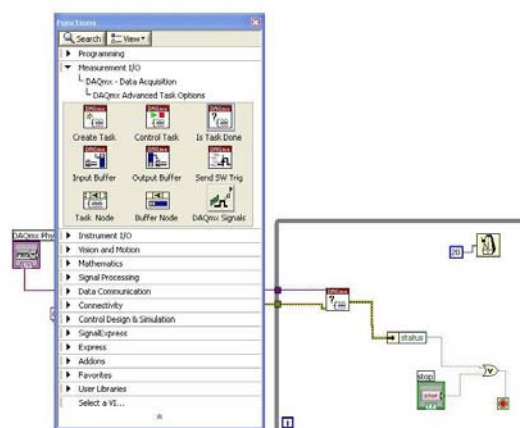 Functions
Search View
Programming
Measurement I/O
DAQmx - Data Acquisition
DAQmx Advanced Task Options
Create Task Control Task Is Task Done
Input Buffer Output Buffer Send SW Trig
Task Node Buffer Node DAQmx Signals
Instrument I/O
Vision and Motion
Mathematics
Signal Processing
Data Communication
Connectivity
Control Design & Simulation
SignalExpress
Express
Addons
Favorites
User Libraries
Select a VI...
DAQmx Phy
20
status
stop
i